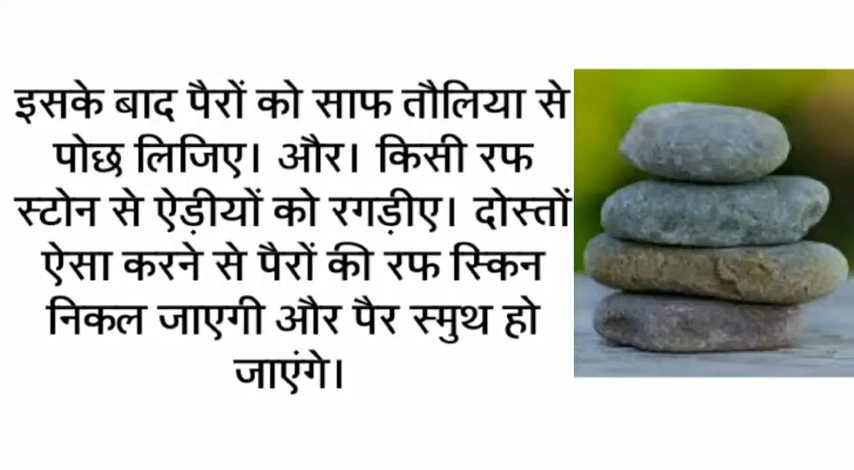 इसके बाद पैरों को साफ तौलिया से
पोछ लिजिए। और। किसी रफ
स्टोन से ऐड़ीयों को रगड़ीए। दोस्तों
ऐसा करने से पैरों की रफ स्किन
निकल जाएगी और पैर स्मुथ हो
जाएंगे।